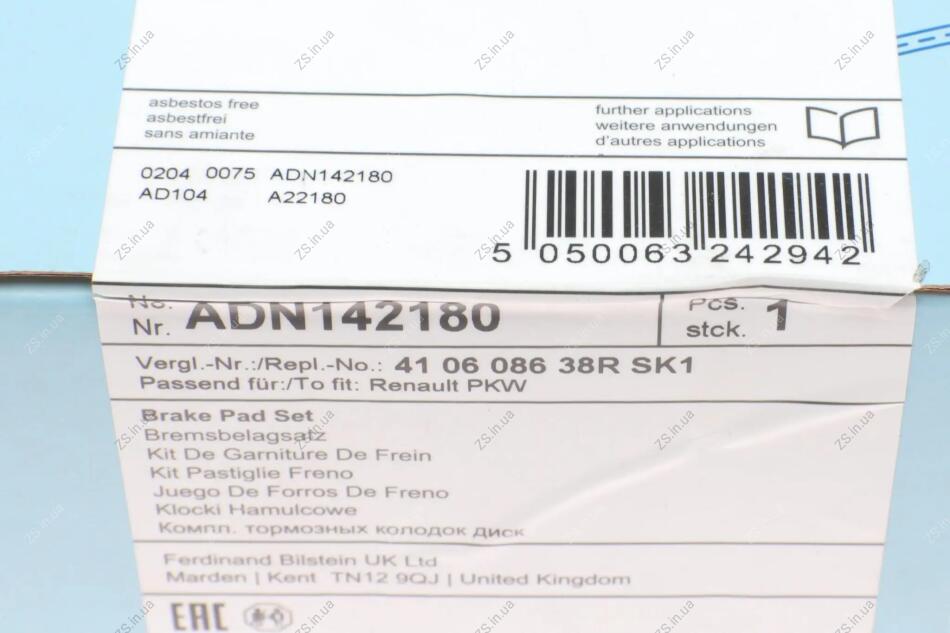 asbestos free
asbestfrei
sans amiante
further applications
weitere anwendungen
d'autres applications
0204 0075 ADN142180
AD104 A22180
5 050063 242942
No.
Nr. ADN142180
Pcs.
stck. 1
Vergl.-Nr.:/Repl.-No.: 41 06 086 38R SK1
Passend für:/To fit: Renault PKW
Brake Pad Set
Bremsbelagsatz
Kit De Garniture De Frein
Kit Pastiglie Freno
Juego De Forros De Freno
Klocki Hamulcowe
Компл. тормозных колодок диск
Ferdinand Bilstein UK Ltd
Marden | Kent TN12 9QJ | United Kingdom
EAC
ZS.in.ua